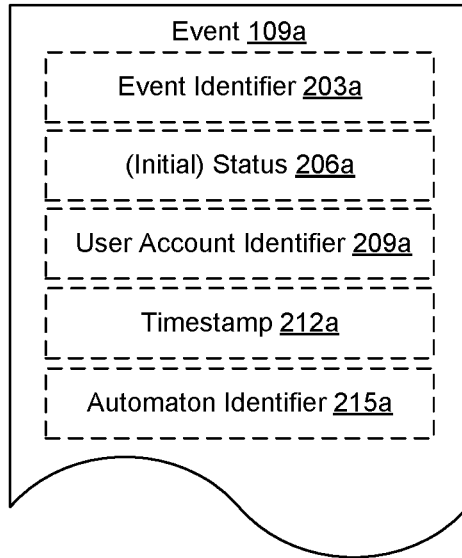 Event 109a
Event Identifier 203a
(Initial) Status 206a
User Account Identifier 209a
Timestamp 212a
Automaton Identifier 215a